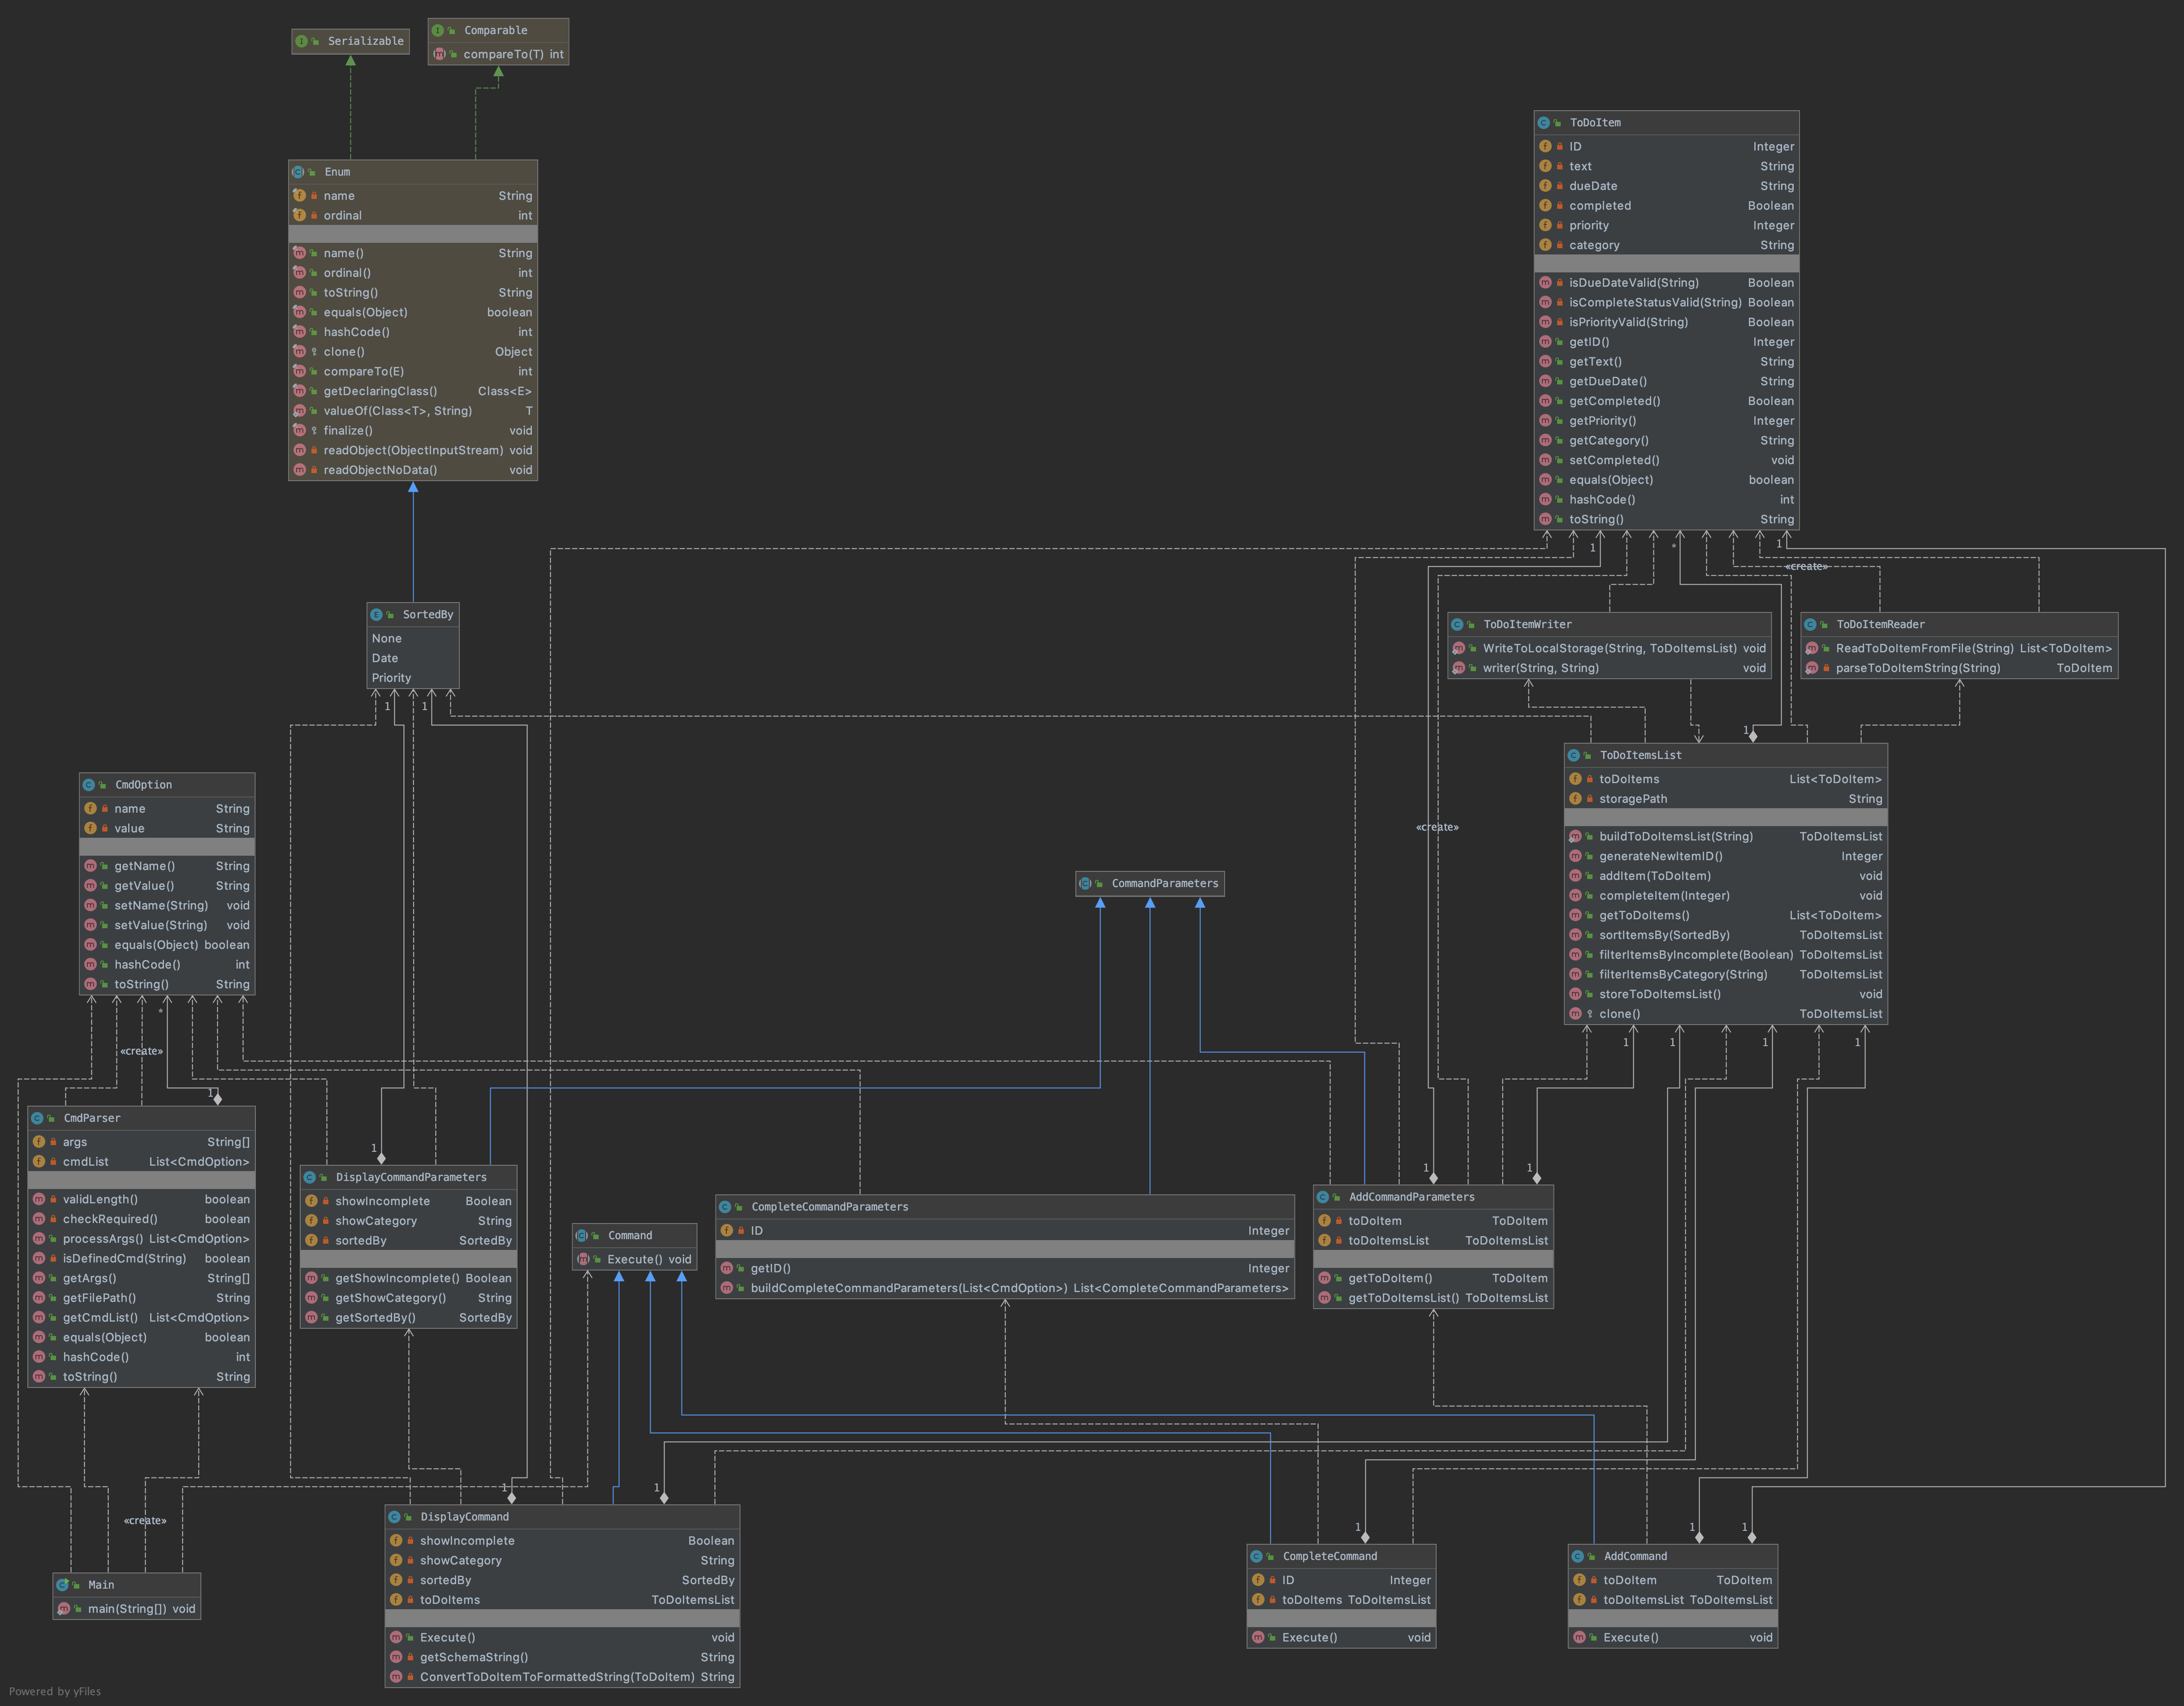 Serializable
Comparable
compareTo(T) int
Enum
name String
ordinal int
name() String
ordinal() int
toString() String
equals(Object) boolean
hashCode() int
clone() Object
compareTo(E) int
getDeclaringClass() Class<E>
valueOf(Class<T>, String) T
finalize() void
readObject(ObjectInputStream) void
readObjectNoData() void
ToDoItem
ID Integer
text String
dueDate String
completed Boolean
priority Integer
category String
isDueDateValid(String) Boolean
isCompleteStatusValid(String) Boolean
isPriorityValid(String) Boolean
getID() Integer
getText() String
getDueDate() String
getCompleted() Boolean
getPriority() Integer
getCategory() String
setCompleted() void
equals(Object) boolean
hashCode() int
toString() String
1 * 1
«create»
SortedBy
None
Date
Priority
1 1
ToDoItemWriter
WriteToLocalStorage(String, ToDoItemsList) void
writer(String, String) void
ToDoItemReader
ReadToDoItemFromFile(String) List<ToDoItem>
parseToDoItemString(String) ToDoItem
1
ToDoItemsList
toDoItems List<ToDoItem>
storagePath String
buildToDoItemsList(String) ToDoItemsList
generateNewItemID() Integer
addItem(ToDoItem) void
completeItem(Integer) void
getToDoItems() List<ToDoItem>
sortItemsBy(SortedBy) ToDoItemsList
filterItemsByIncomplete(Boolean) ToDoItemsList
filterItemsByCategory(String) ToDoItemsList
storeToDoItemsList() void
clone() ToDoItemsList
1 1 1 1
«create»
CmdOption
name String
value String
getName() String
getValue() String
setName(String) void
setValue(String) void
equals(Object) boolean
hashCode() int
toString() String
*
«create»
1
CommandParameters
CmdParser
args String[]
cmdList List<CmdOption>
validLength() boolean
checkRequired() boolean
processArgs() List<CmdOption>
isDefinedCmd(String) boolean
getArgs() String[]
getFilePath() String
getCmdList() List<CmdOption>
equals(Object) boolean
hashCode() int
toString() String
1
DisplayCommandParameters
showIncomplete Boolean
showCategory String
sortedBy SortedBy
getShowIncomplete() Boolean
getShowCategory() String
getSortedBy() SortedBy
Command
Execute() void
CompleteCommandParameters
ID Integer
getID() Integer
buildCompleteCommandParameters(List<CmdOption>) List<CompleteCommandParameters>
1 1
AddCommandParameters
toDoItem ToDoItem
toDoItemsList ToDoItemsList
getToDoItem() ToDoItem
getToDoItemsList() ToDoItemsList
«create»
Main
main(String[]) void
1 1
DisplayCommand
showIncomplete Boolean
showCategory String
sortedBy SortedBy
toDoItems ToDoItemsList
Execute() void
getSchemaString() String
ConvertToDoItemToFormattedString(ToDoItem) String
1
CompleteCommand
ID Integer
toDoItems ToDoItemsList
Execute() void
1 1
AddCommand
toDoItem ToDoItem
toDoItemsList ToDoItemsList
Execute() void
Powered by yFiles